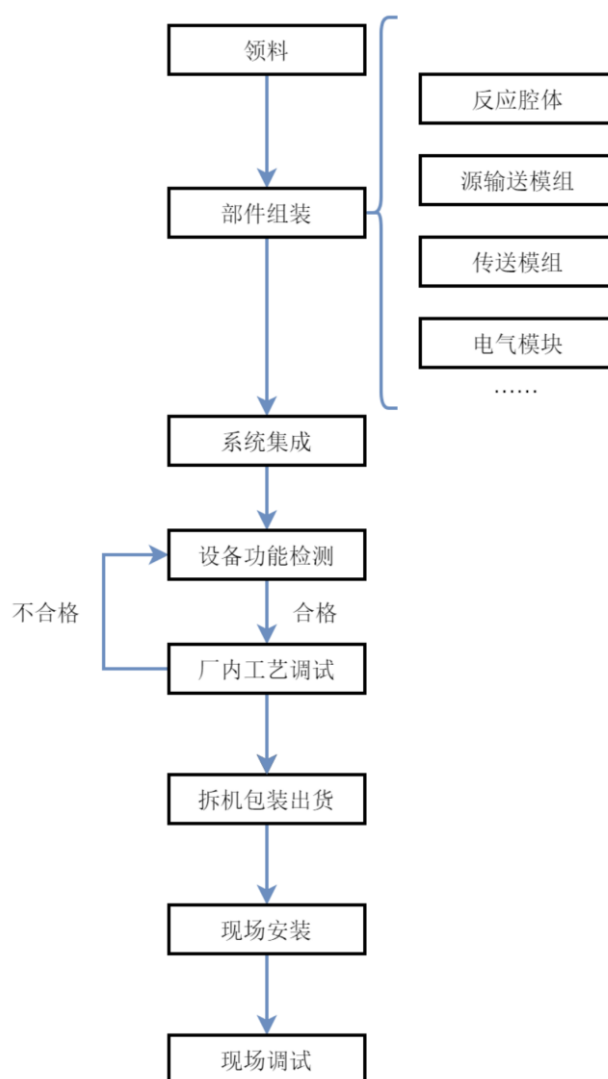 领料
反应腔体
源输送模组
部件组装
传送模组
电气模块
……
系统集成
设备功能检测
不合格
合格
厂内工艺调试
拆机包装出货
现场安装
现场调试